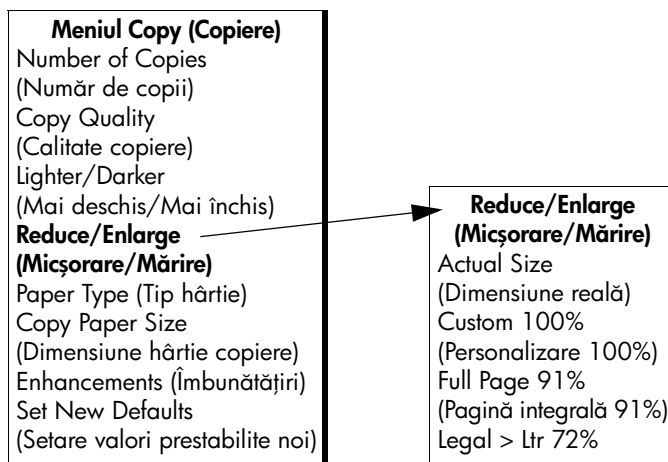 Meniul Copy (Copiere)
Number of Copies
(Număr de copii)
Copy Quality
(Calitate copiere)
Lighter/Darker
(Mai deschis/Mai închis)
Reduce/Enlarge
(Micșorare/Mărire)
Paper Type (Tip hârtie)
Copy Paper Size
(Dimensiune hârtie copiere)
Enhancements (Îmbunătățiri)
Set New Defaults
(Setare valori prestabilite noi)
Reduce/Enlarge
(Micșorare/Mărire)
Actual Size
(Dimensiune reală)
Custom 100%
(Personalizare 100%)
Full Page 91%
(Pagină integrală 91%)
Legal > Ltr 72%